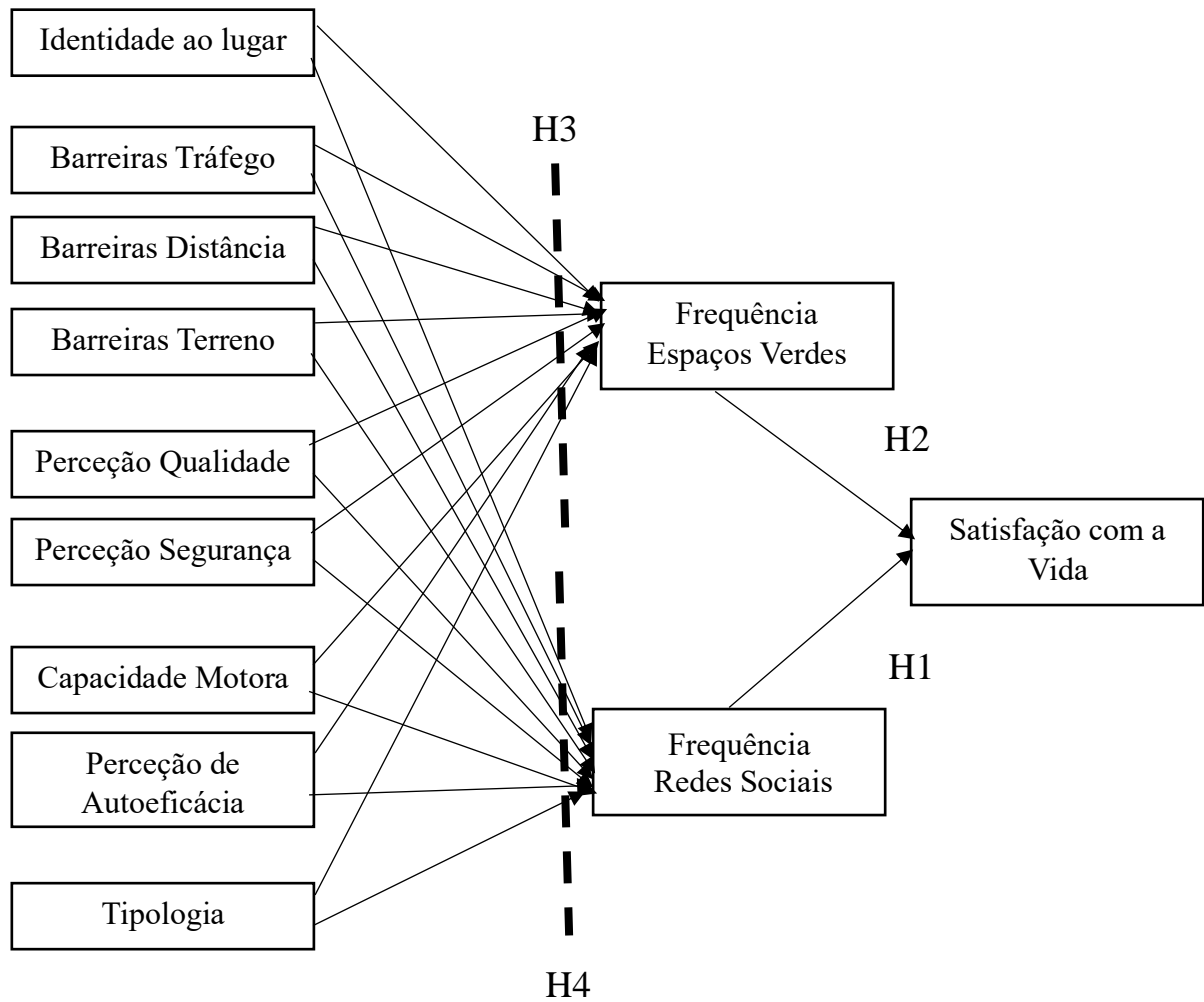 Identidade ao lugar
Barreiras Tráfego
Barreiras Distância
Barreiras Terreno
Perceção Qualidade
Perceção Segurança
Capacidade Motora
Perceção de
Autoeficácia
Tipologia
H3
H4
Frequência
Espaços Verdes
Frequência
Redes Sociais
H2
H1
Satisfação com a
Vida